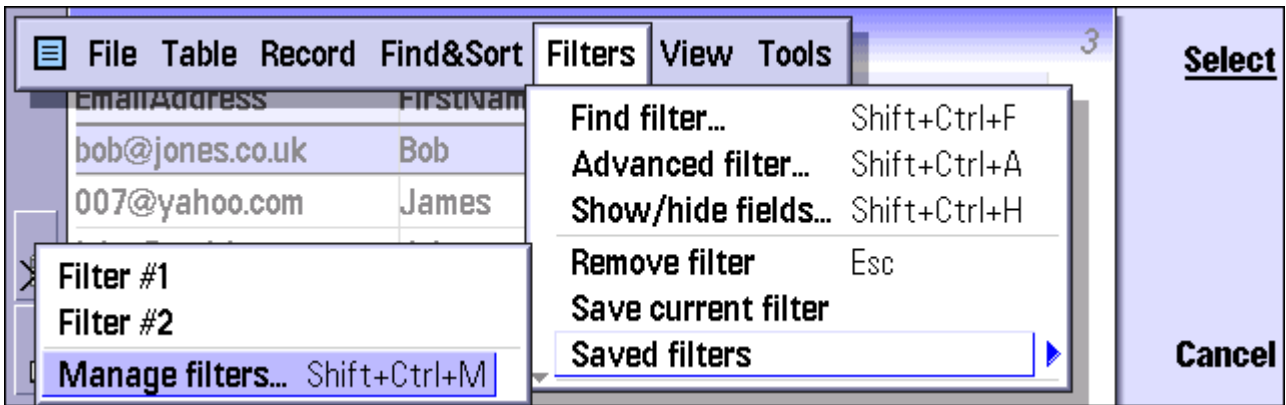 File Table Record Find&Sort Filters View Tools
3
Select
EmailAddress FirstNam
Find filter... Shift+Ctrl+F
bob@jones.co.uk Bob
Advanced filter... Shift+Ctrl+A
007@yahoo.com James
Show/hide fields... Shift+Ctrl+H
Remove filter Esc
Filter #1
Save current filter
Filter #2
Saved filters
Cancel
Manage filters... Shift+Ctrl+M